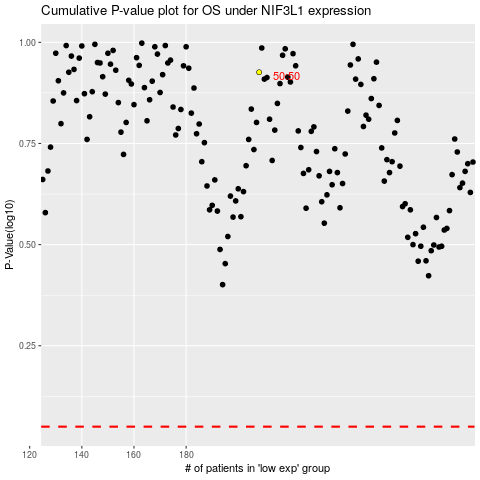 Cumulative P-value plot for OS under NIF3L1 expression
P-Value(log10)
1.00
0.75
0.50
0.25
50:50
120 140 160 180
# of patients in 'low exp' group